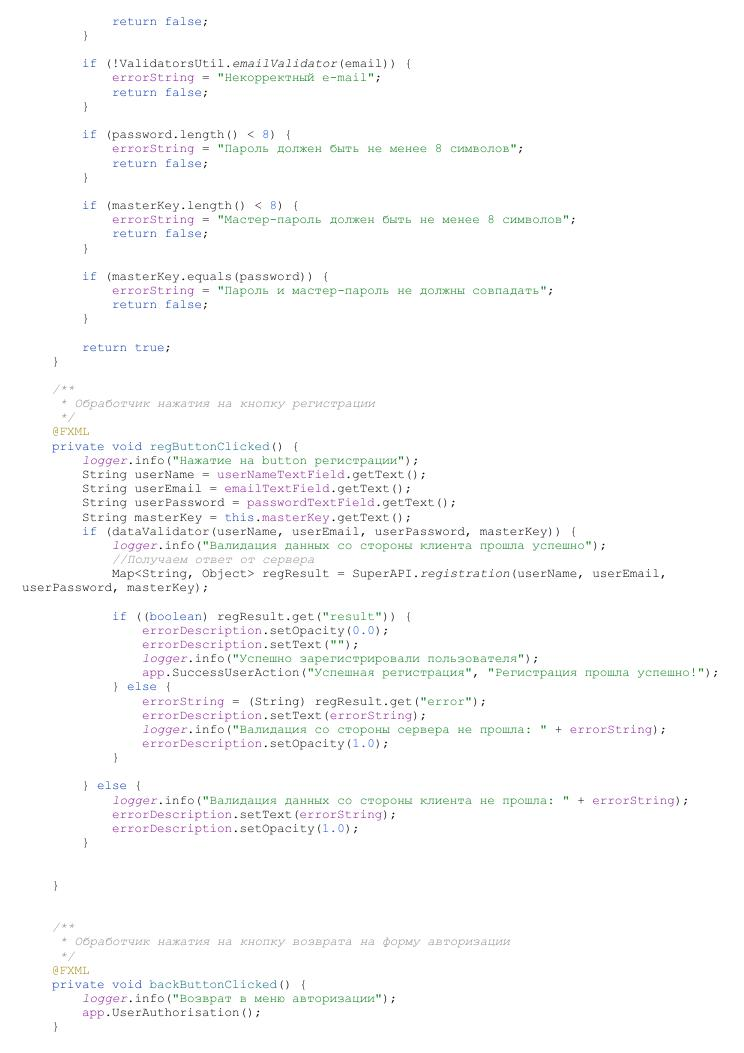 return false;
}
if (!ValidatorsUtil.emailValidator(email)) {
errorString = "Некорректный e-mail";
return false;
}
if (password.length() < 8) {
errorString = "Пароль должен быть не менее 8 символов";
return false;
}
if (masterKey.length() < 8) {
errorString = "Мастер-пароль должен быть не менее 8 символов";
return false;
}
if (masterKey.equals(password)) {
errorString = "Пароль и мастер-пароль не должны совпадать";
return false;
}
return true;
}
/**
* Обработчик нажатия на кнопку регистрации
*/
@FXML
private void regButtonClicked() {
logger.info("Нажатие на button регистрации");
String userName = userNameTextField.getText();
String userEmail = emailTextField.getText();
String userPassword = passwordTextField.getText();
String masterKey = this.masterKey.getText();
if (dataValidator(userName, userEmail, userPassword, masterKey)) {
logger.info("Валидация данных со стороны клиента прошла успешно");
//Получаем ответ от сервера
Map<String, Object> regResult = SuperAPI.registration(userName, userEmail,
userPassword, masterKey);
if ((boolean) regResult.get("result")) {
errorDescription.setOpacity(0.0);
errorDescription.setText("");
logger.info("Успешно зарегистрировали пользователя");
app.SuccessUserAction("Успешная регистрация", "Регистрация прошла успешно!");
} else {
errorString = (String) regResult.get("error");
errorDescription.setText(errorString);
logger.info("Валидация со стороны сервера не прошла: " + errorString);
errorDescription.setOpacity(1.0);
}
} else {
logger.info("Валидация данных со стороны клиента не прошла: " + errorString);
errorDescription.setText(errorString);
errorDescription.setOpacity(1.0);
}
}
/**
* Обработчик нажатия на кнопку возврата на форму авторизации
*/
@FXML
private void backButtonClicked() {
logger.info("Возврат в меню авторизации");
app.UserAuthorisation();
}